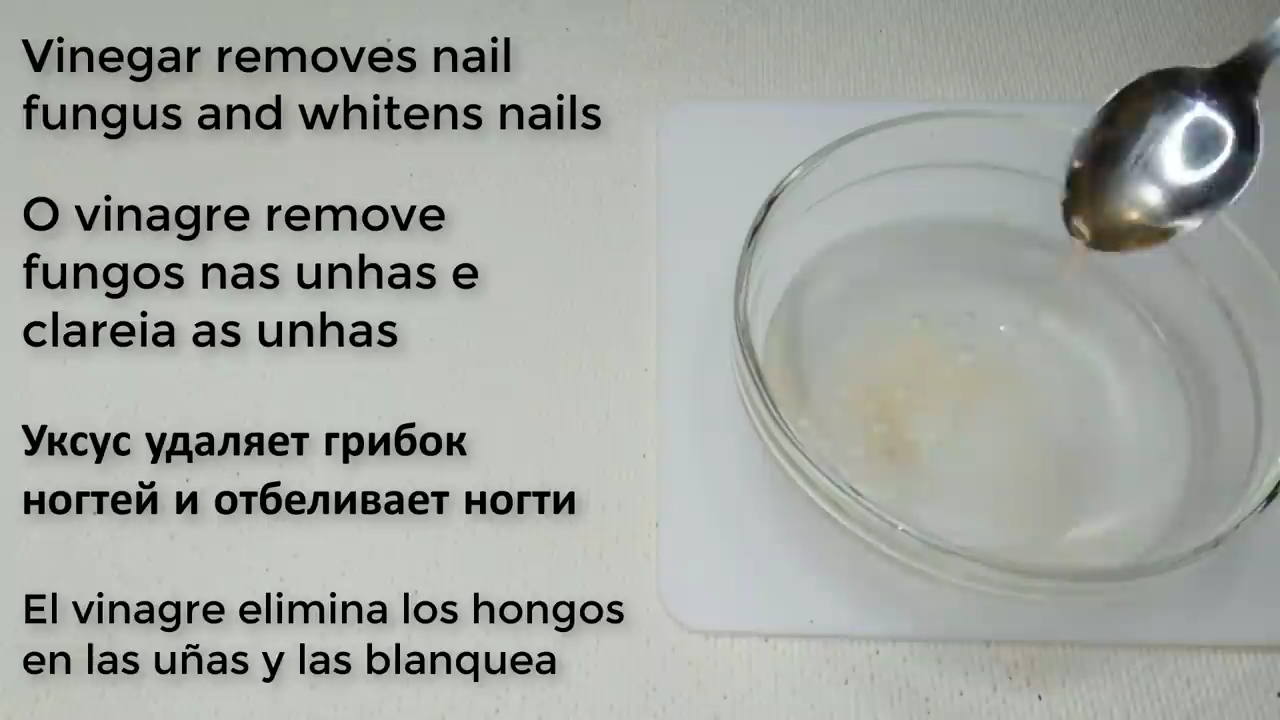 Vinegar removes nail
fungus and whitens nails
O vinagre remove
fungos nas unhas e
clareia as unhas
Уксус удаляет грибок
ногтей и отбеливает ногти
El vinagre elimina los hongos
en las uñas y las blanquea